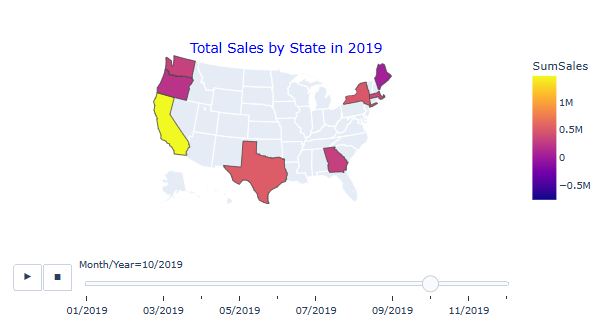 Total Sales by State in 2019
SumSales
1M
0.5M
0
−0.5M
Month/Year=10/2019
01/2019
03/2019
05/2019
07/2019
09/2019
11/2019